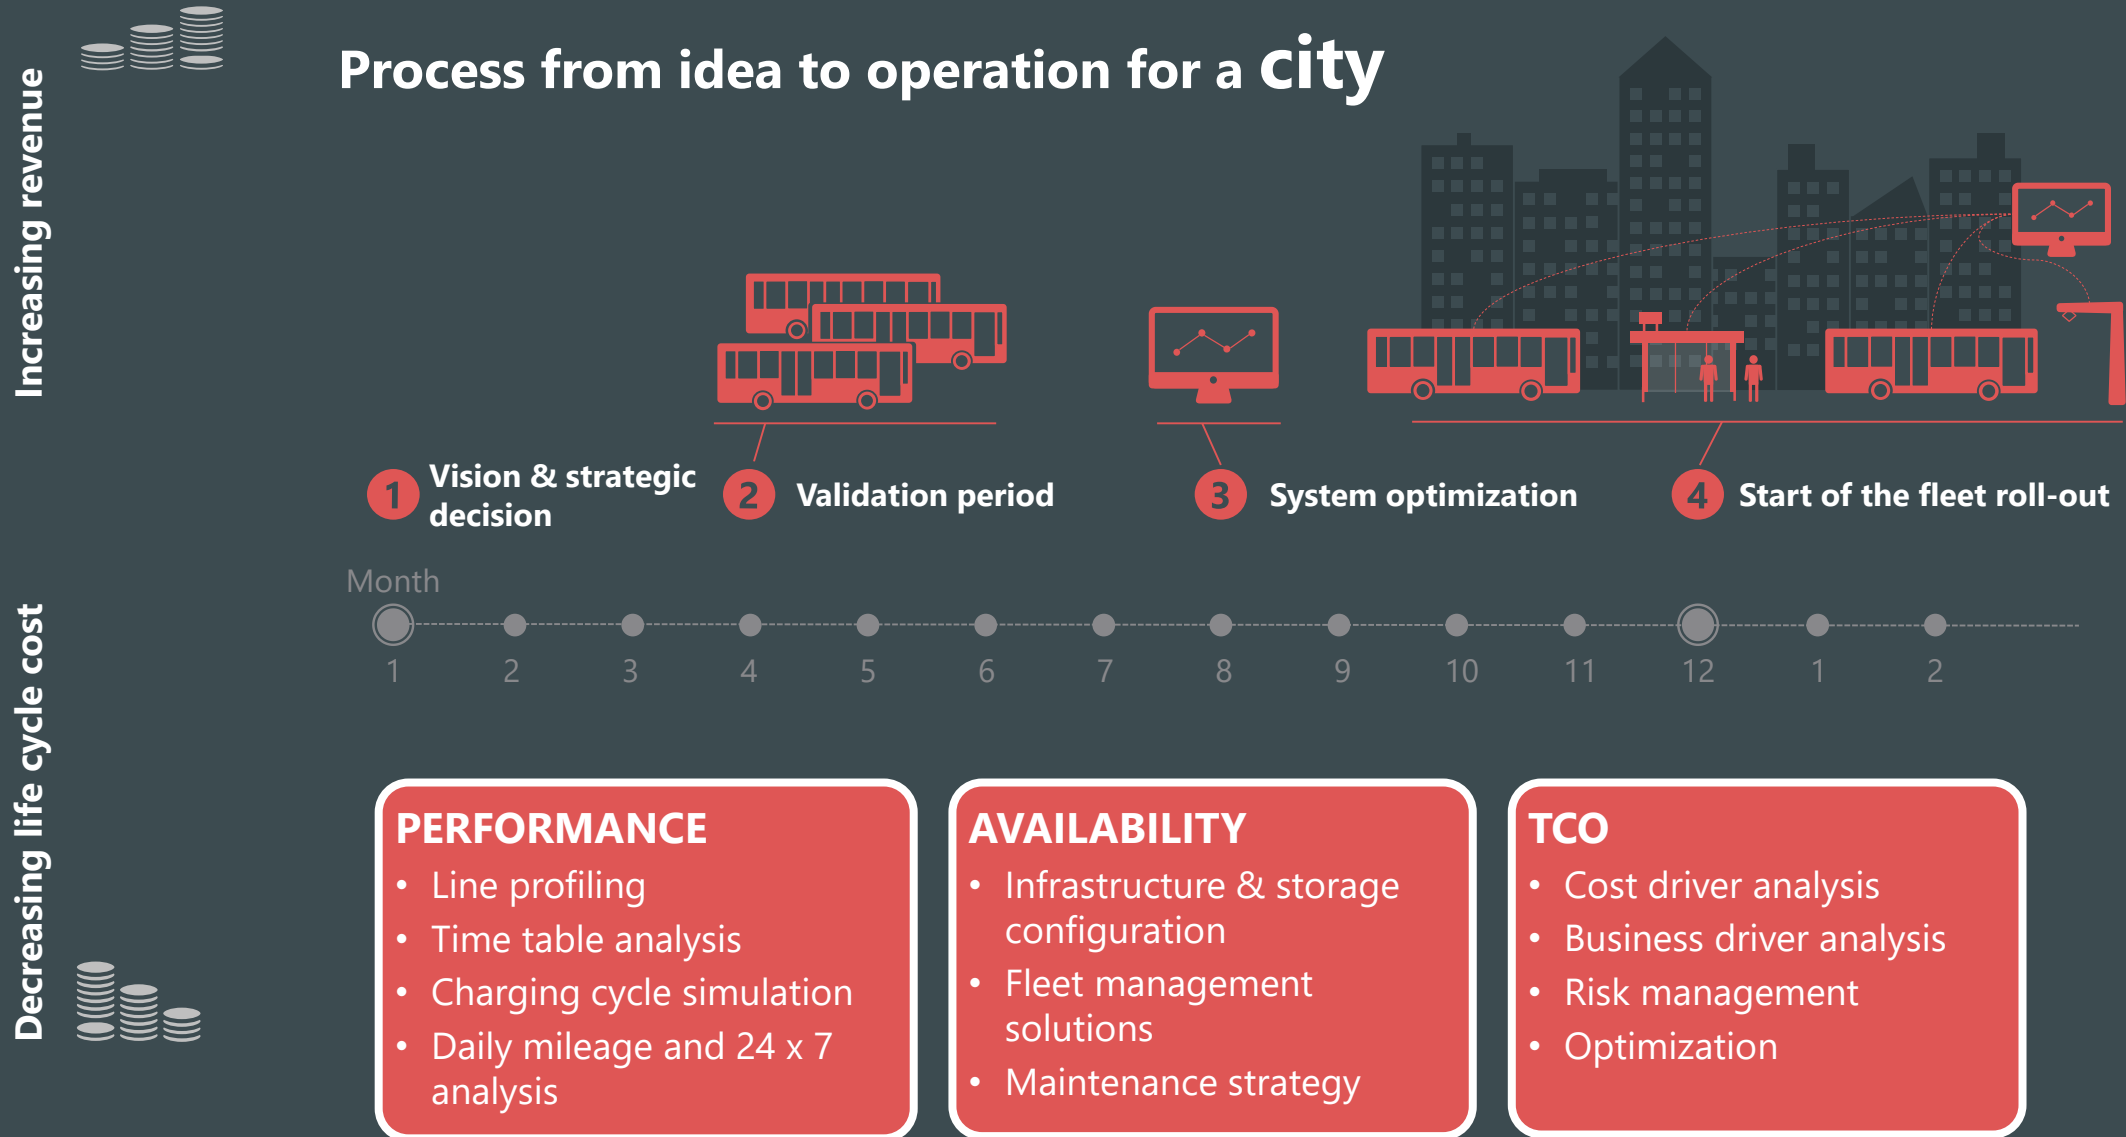 Process from idea to operation for a city
Increasing revenue
Decreasing life cycle cost
1 Vision & strategic
decision
2 Validation period
3 System optimization
4 Start of the fleet roll-out
Month
1 2 3 4 5 6 7 8 9 10 11 12 1 2
PERFORMANCE
• Line profiling
• Time table analysis
• Charging cycle simulation
• Daily mileage and 24 x 7
analysis
AVAILABILITY
• Infrastructure & storage
configuration
• Fleet management
solutions
• Maintenance strategy
TCO
• Cost driver analysis
• Business driver analysis
• Risk management
• Optimization